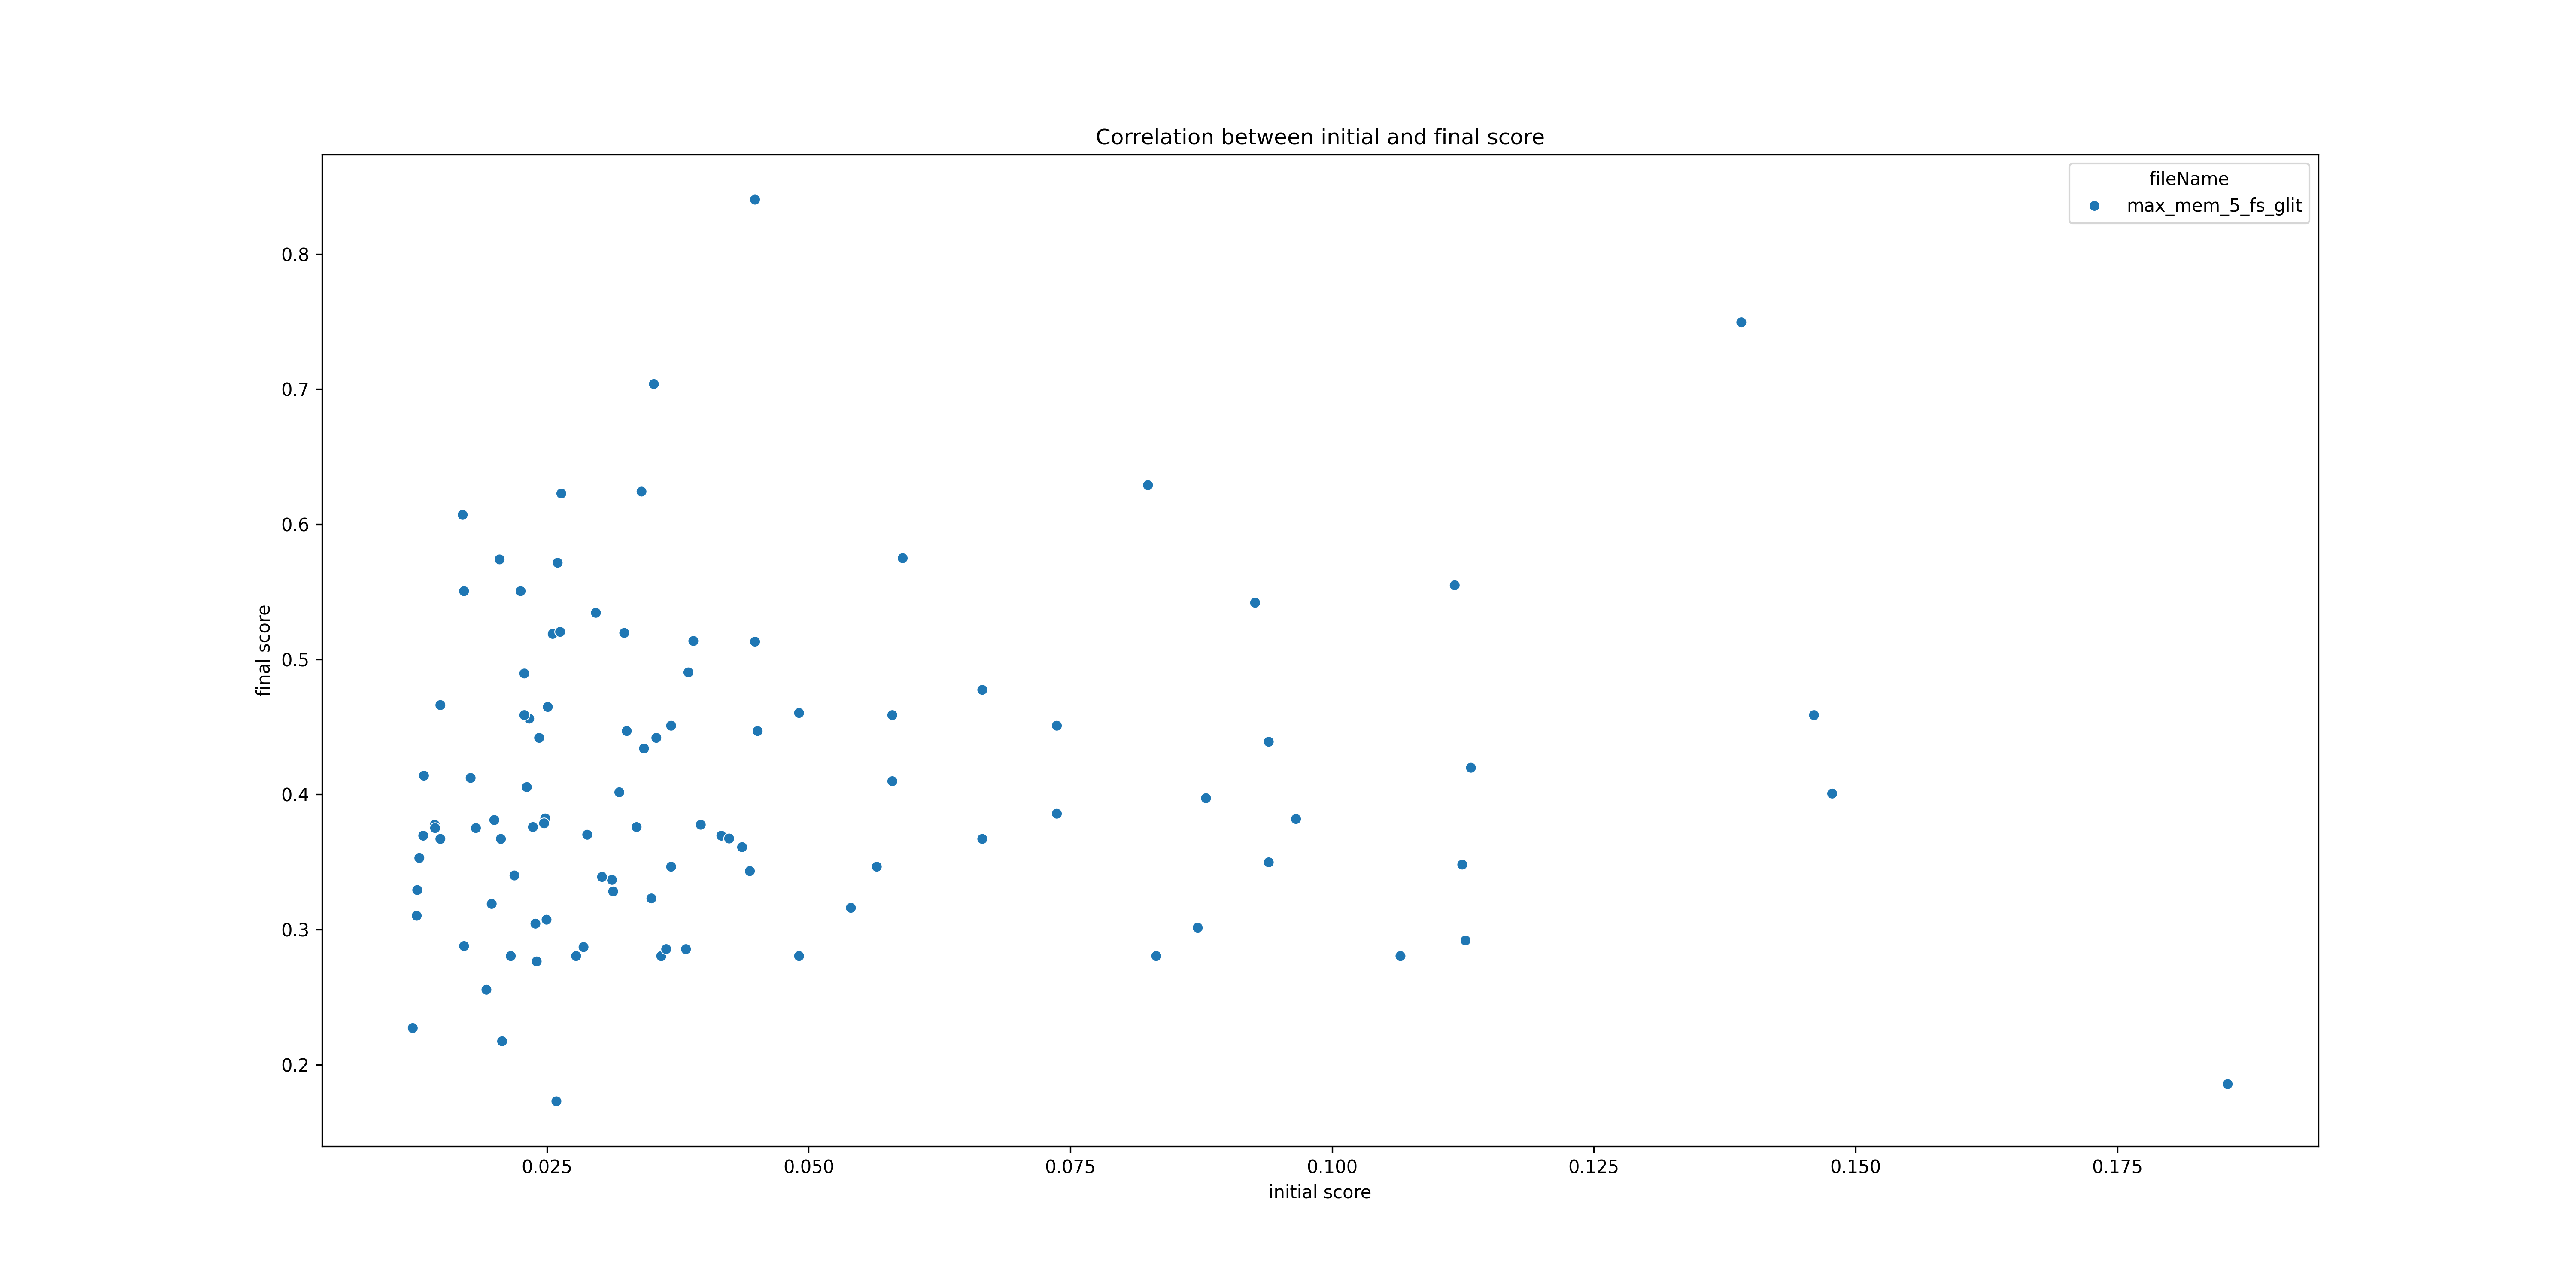 Correlation between initial and final score
fileName
max_mem_5_fs_glit
0.8
0.7
0.6
0.5
0.4
0.3
0.2
final score
0.025
0.050
0.075
0.100
0.125
0.150
0.175
initial score